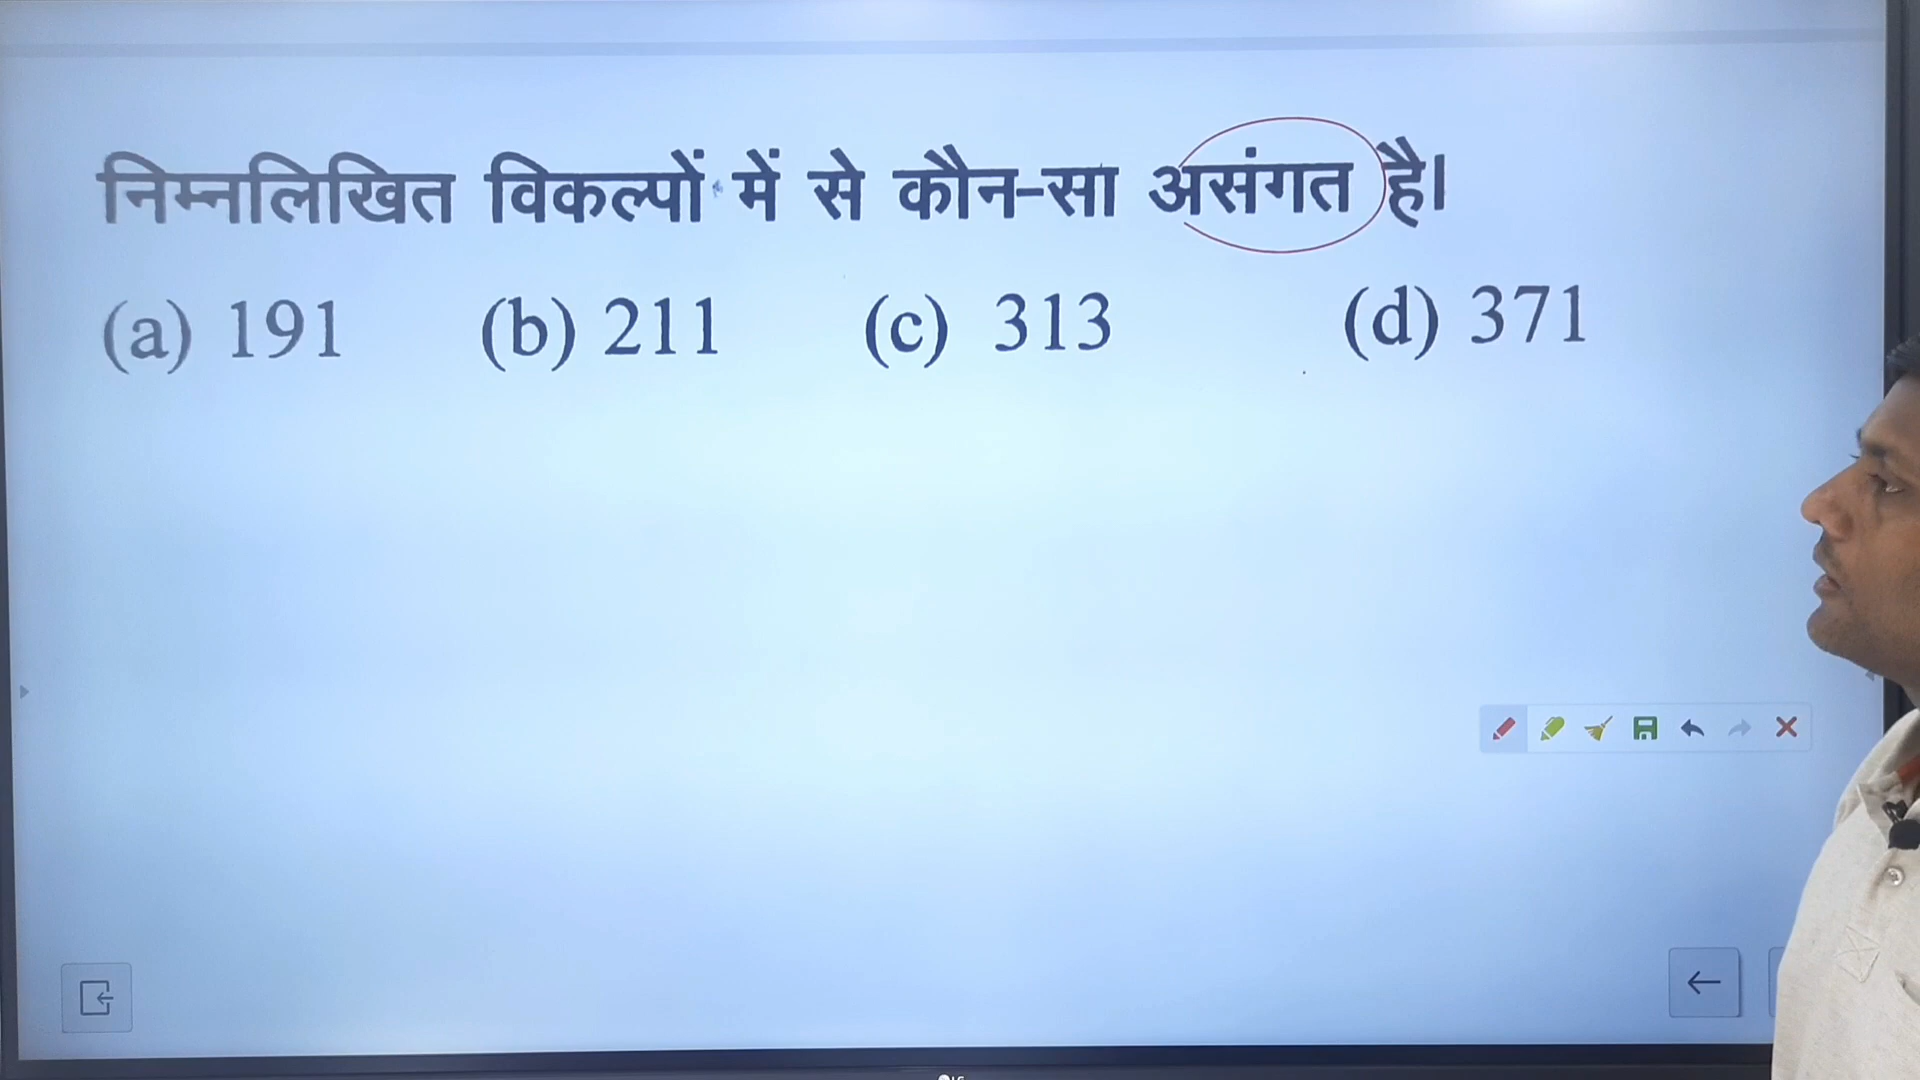 निम्नलिखित विकल्पों में से कौन-सा असंगत है।
(a) 191 (b) 211 (c) 313 (d) 371